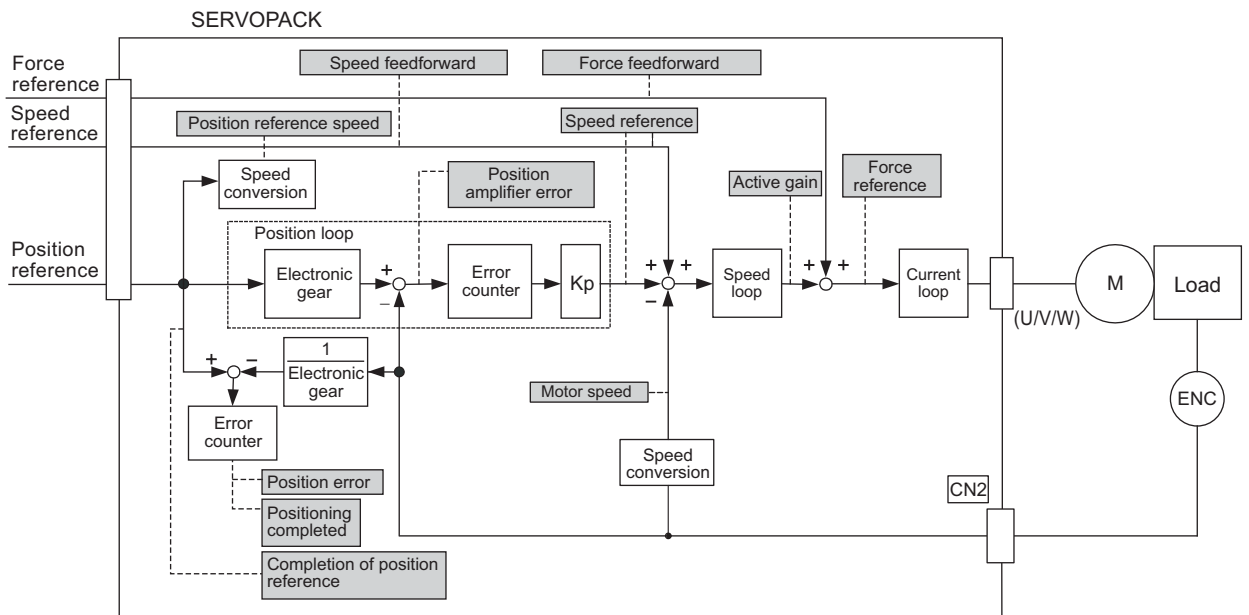 SERVOPACK
Force
reference
Speed feedforward
Force feedforward
Speed
reference
Position reference speed
Speed reference
Speed
conversion
Position
amplifier error
Active gain
Force
reference
Position loop
Position
reference
Electronic
gear
+
–
Error
counter
Kp
+ +
–
Speed
loop
+ +
Current
loop
(U/V/W)
M
Load
+ –
1
Electronic
gear
Error
counter
Motor speed
ENC
Speed
conversion
Position error
CN2
Positioning
completed
Completion of position
reference